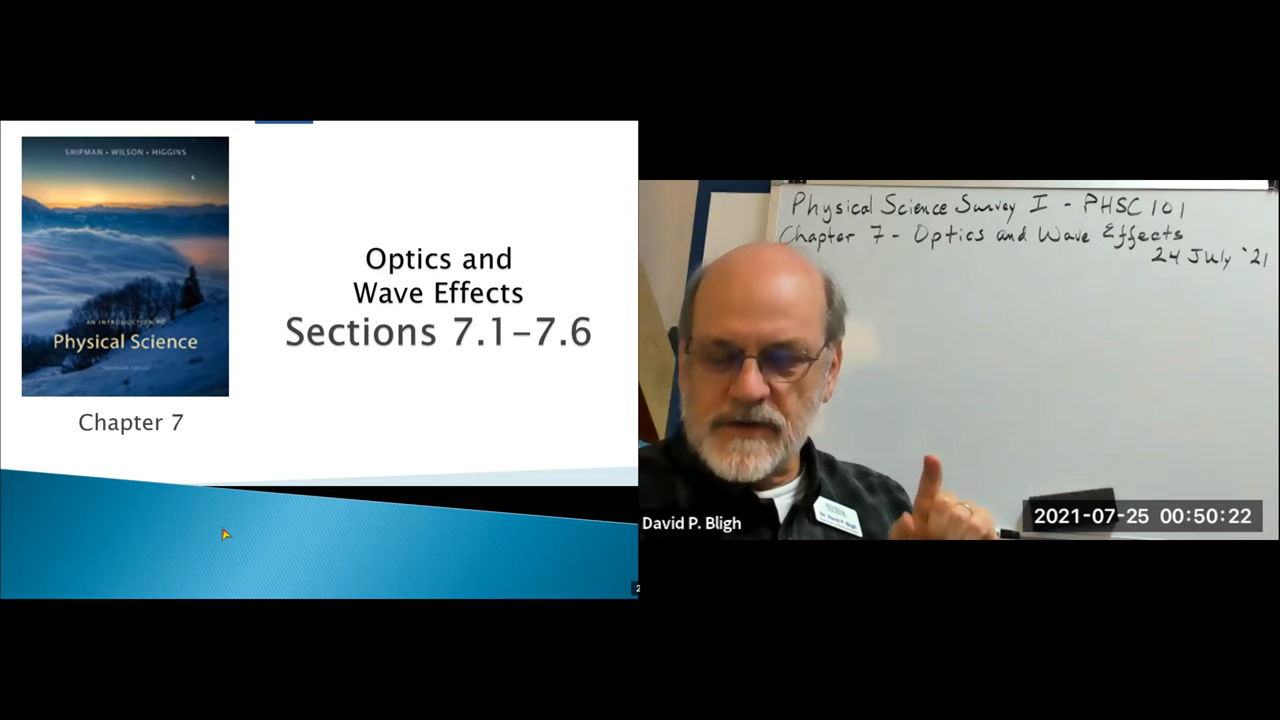 SHIPMAN • WILSON • HIGGINS
AN INTRODUCTION TO
Physical Science
Chapter 7
Optics and
Wave Effects
Sections 7.1–7.6
2
Physical Science Survey I - PHSC 101
Chapter 7 - Optics and Wave Effects
24 July '21
David P. Bligh
2021-07-25 00:50:22